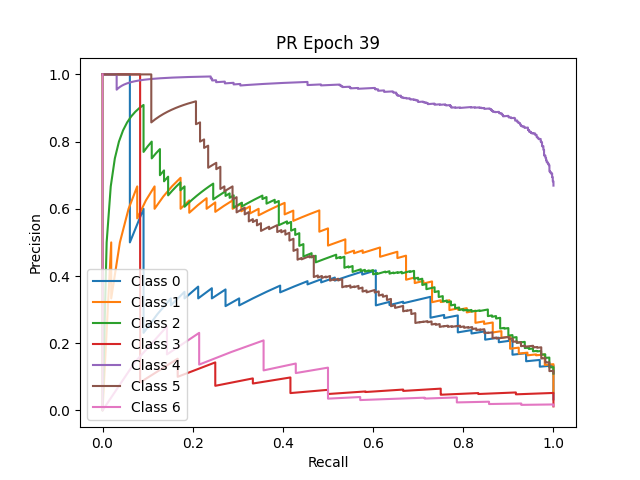 PR Epoch 39
Precision
1.0
0.8
0.6
0.4
0.2
0.0
Class 0
Class 1
Class 2
Class 3
Class 4
Class 5
Class 6
0.0 0.2 0.4 0.6 0.8 1.0
Recall